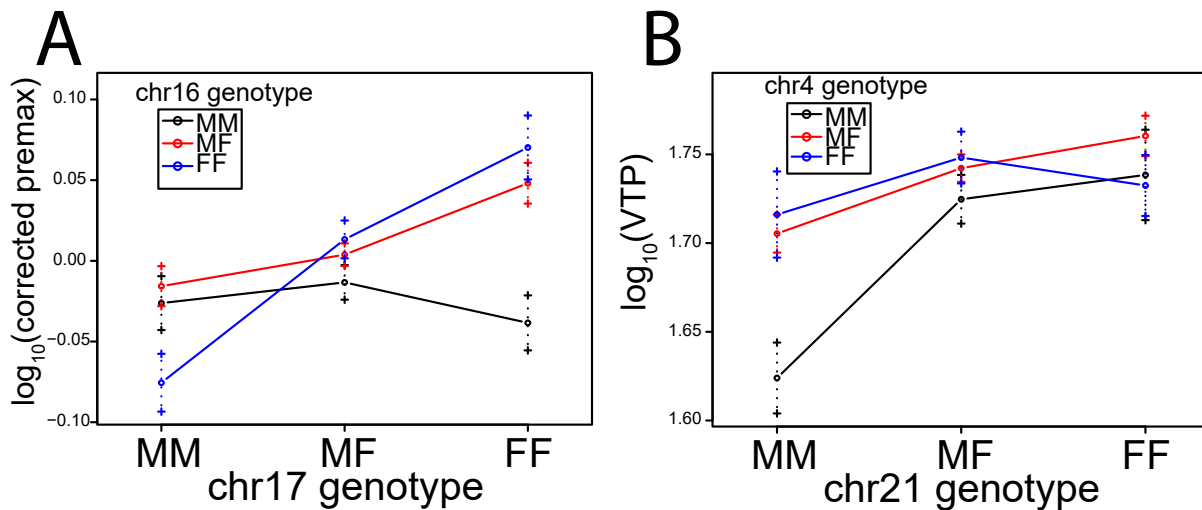 A
log10(corrected premax)
0.10
0.05
0.00
−0.05
−0.10
chr16 genotype
MM
MF
FF
MM MF FF
chr17 genotype
B
log10(VTP)
1.75
1.70
1.65
1.60
chr4 genotype
MM
MF
FF
MM MF FF
chr21 genotype